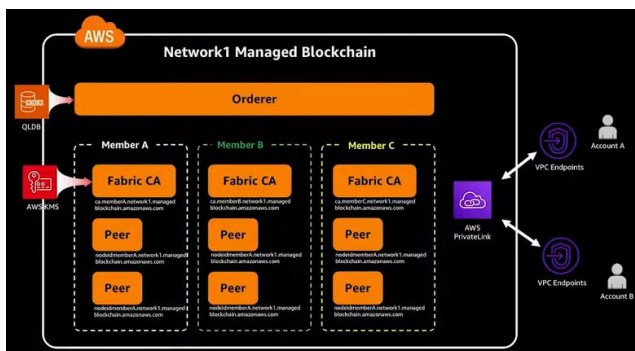 AWS
Network1 Managed Blockchain
Orderer
QLDB
Member A
Member B
Member C
Fabric CA
Fabric CA
Fabric CA
AWS KMS
ca.memberA.network1.managed
blockchain.amazonaws.com
ca.memberB.network1.managed
blockchain.amazonaws.com
ca.memberC.network1.managed
blockchain.amazonaws.com
Peer
Peer
Peer
nodeidmemberA.network1.managed
blockchain.amazonaws.com
nodeidmemberA.network1.managed
blockchain.amazonaws.com
nodeidmemberA.network1.managed
blockchain.amazonaws.com
Peer
Peer
Peer
nodeidmemberA.network1.managed
blockchain.amazonaws.com
nodeidmemberA.network1.managed
blockchain.amazonaws.com
nodeidmemberA.network1.managed
blockchain.amazonaws.com
AWS
PrivateLink
Account A
VPC Endpoints
VPC Endpoints
Account B